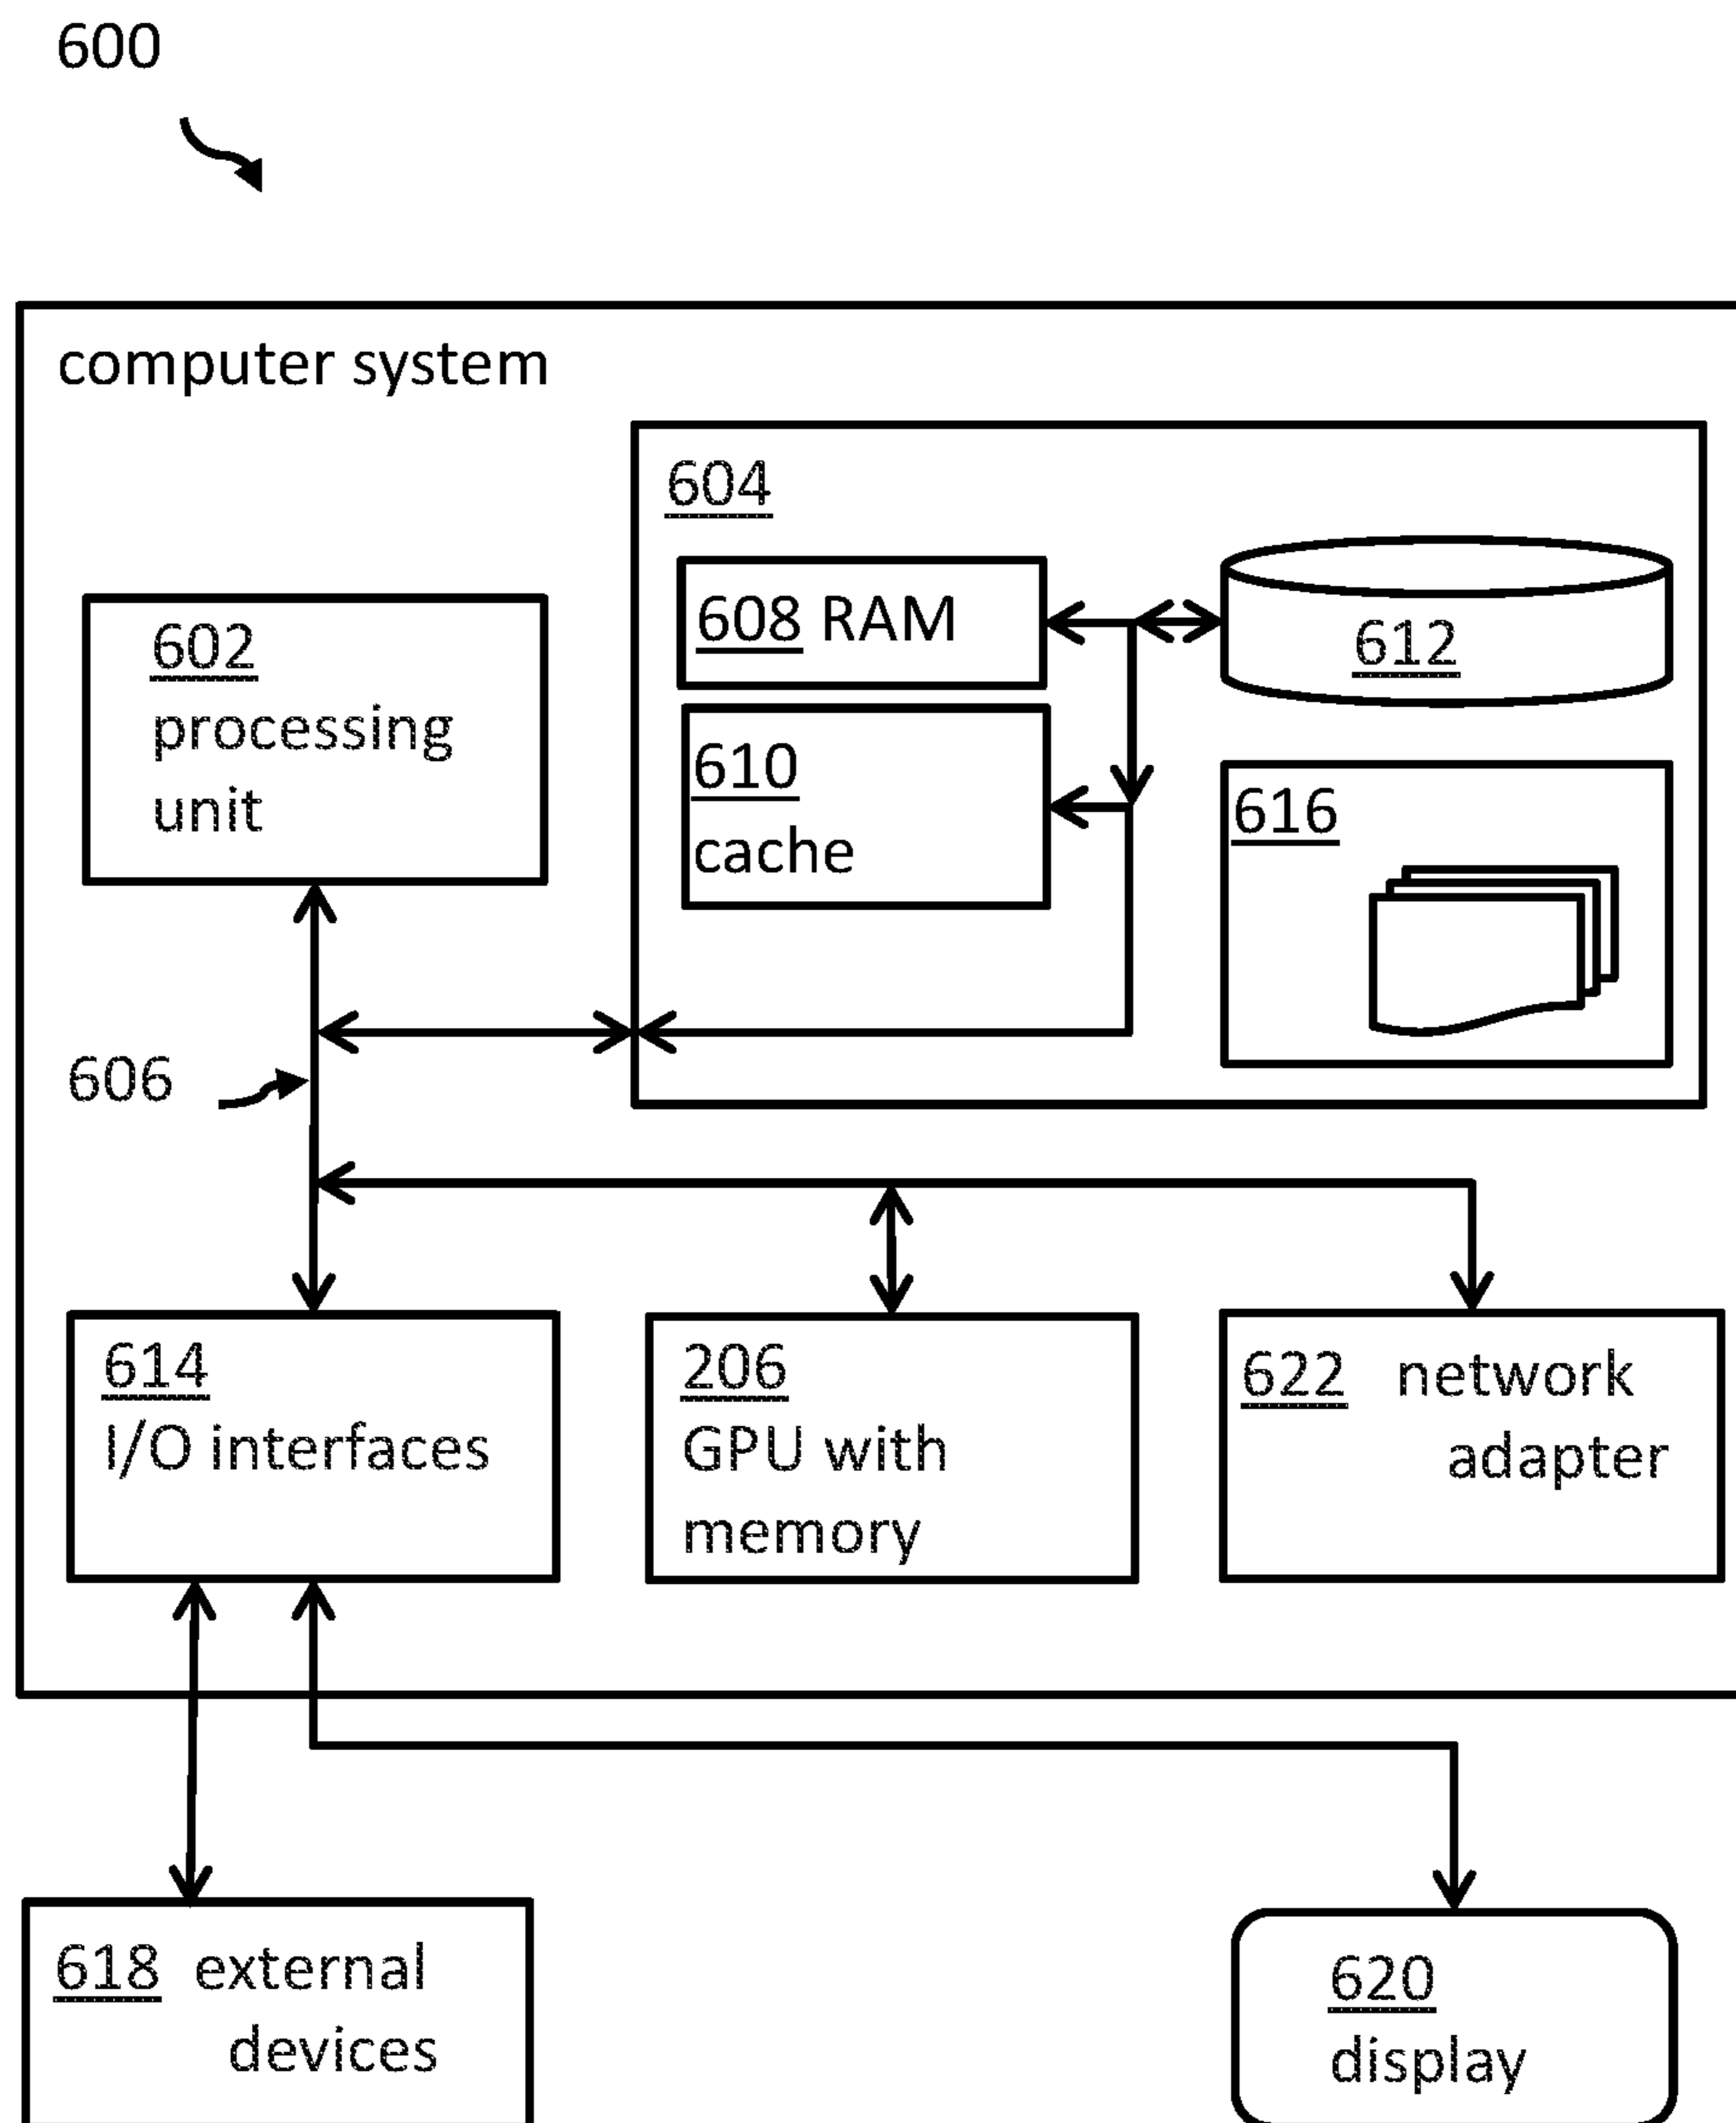 600
computer system
604
608 RAM
612
602
processing
unit
610
cache
616
606
614
I/O interfaces
206
GPU with
memory
622 network
adapter
618 external
devices
620
display